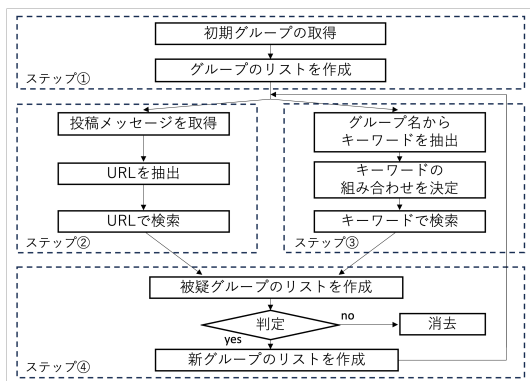 初期グループの取得
グループのリストを作成
ステップ①
投稿メッセージを取得
URLを抽出
URLで検索
ステップ②
グループ名から
キーワードを抽出
キーワードの
組み合わせを決定
キーワードで検索
ステップ③
被疑グループのリストを作成
判定
no
消去
yes
新グループのリストを作成
ステップ④